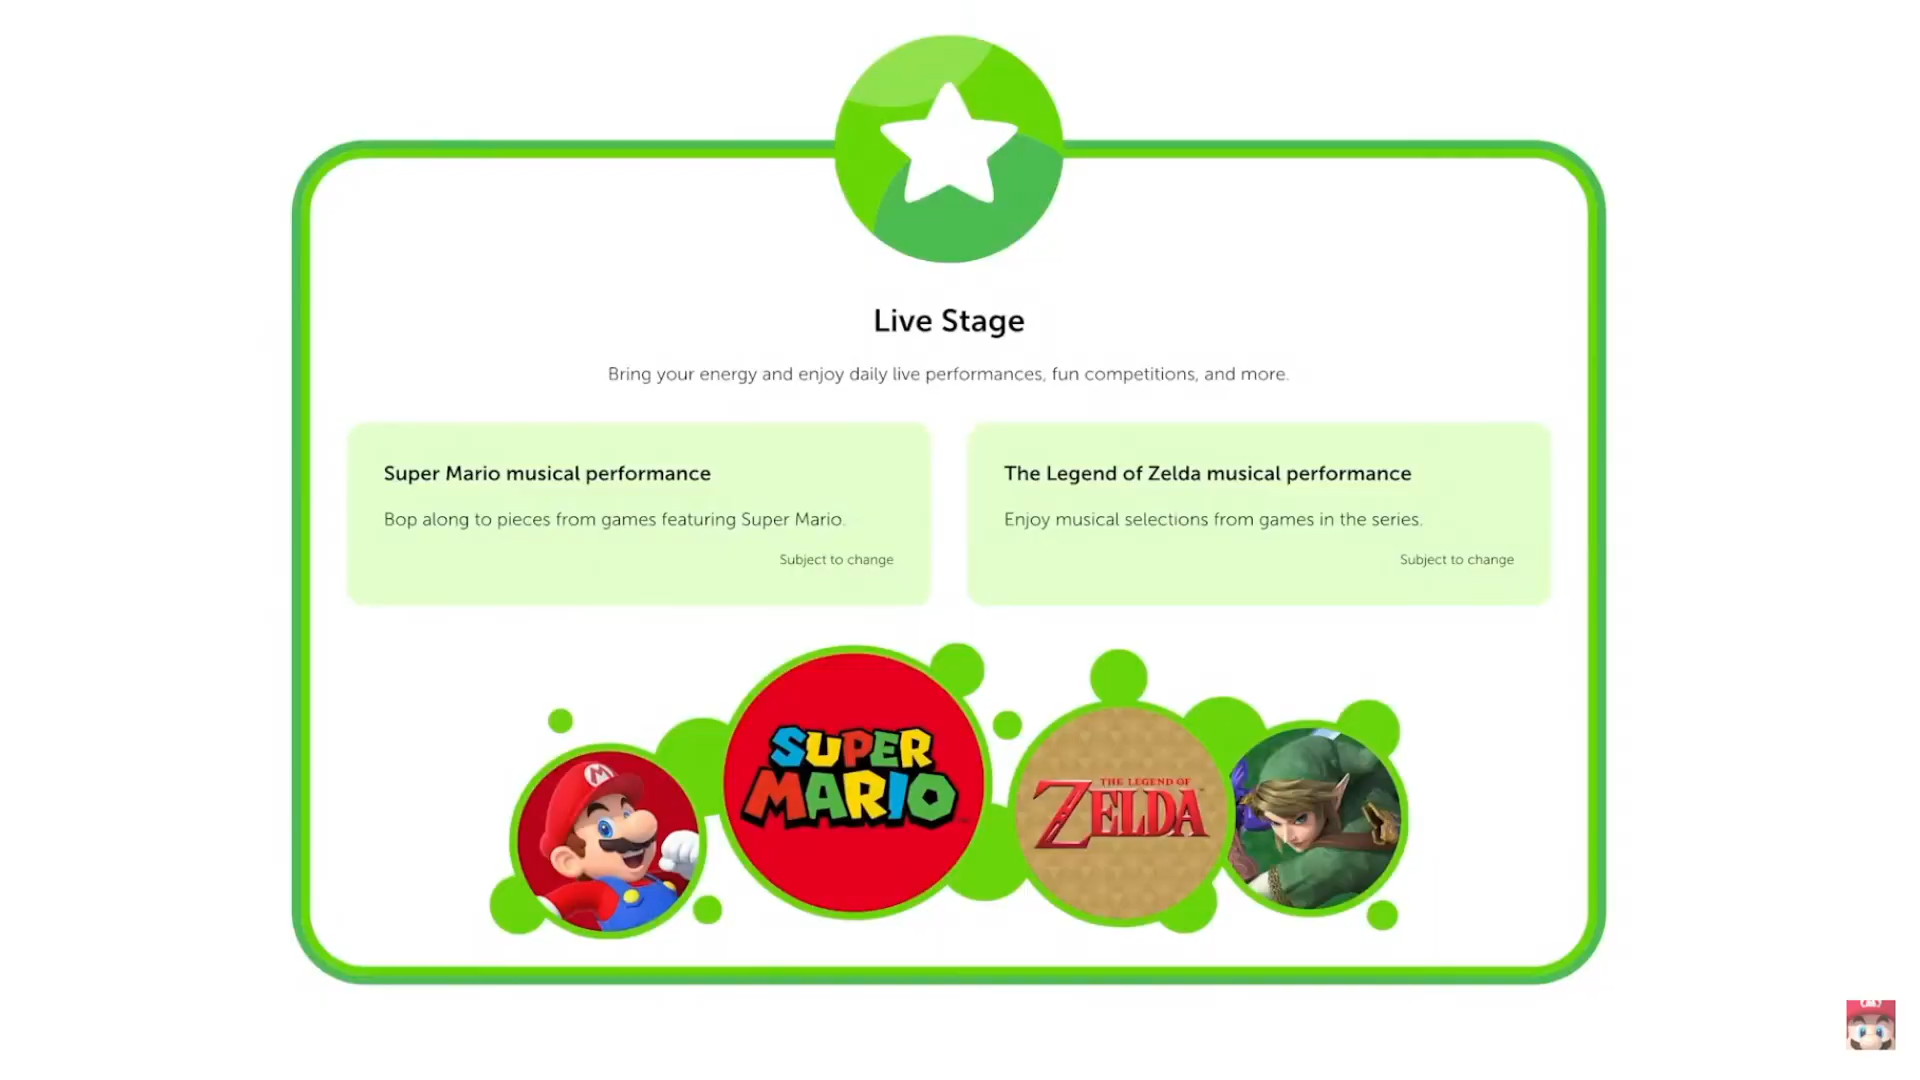 Live Stage
Bring your energy and enjoy daily live performances, fun competitions, and more.
Super Mario musical performance
Bop along to pieces from games featuring Super Mario.
Subject to change
The Legend of Zelda musical performance
Enjoy musical selections from games in the series.
Subject to change
M
SUPER
MARIO
THE LEGEND OF
ZELDA
M